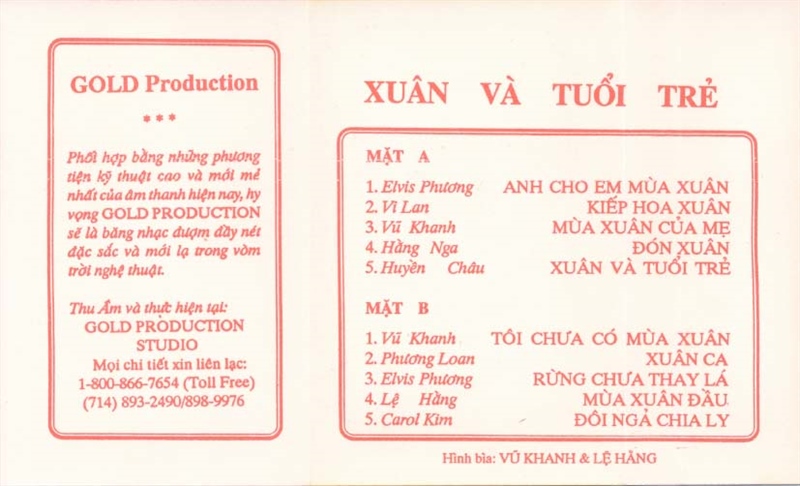 GOLD Production
***
Phối hợp bằng những phương
tiện kỹ thuật cao và mới mẻ
nhất của âm thanh hiện nay, hy
vọng GOLD PRODUCTION
sẽ là băng nhạc đượm đầy nét
đặc sắc và mới lạ trong vòm
trời nghệ thuật.
Thu Âm và thực hiện tại:
GOLD PRODUCTION
STUDIO
Mọi chi tiết xin liên lạc:
1-800-866-7654 (Toll Free)
(714) 893-2490/898-9976
XUÂN VÀ TUỔI TRẺ
MẶT A
1. Elvis Phương ANH CHO EM MÙA XUÂN
2. Vi Lan KIẾP HOA XUÂN
3. Vũ Khanh MÙA XUÂN CỦA MẸ
4. Hằng Nga ĐÓN XUÂN
5. Huyền Châu XUÂN VÀ TUỔI TRẺ
MẶT B
1. Vũ Khanh TÔI CHƯA CÓ MÙA XUÂN
2. Phương Loan XUÂN CA
3. Elvis Phương RỪNG CHƯA THAY LÁ
4. Lệ Hằng MÙA XUÂN ĐẦU
5. Carol Kim ĐÔI NGẢ CHIA LY
Hình bìa: VŨ KHANH & LỆ HẰNG